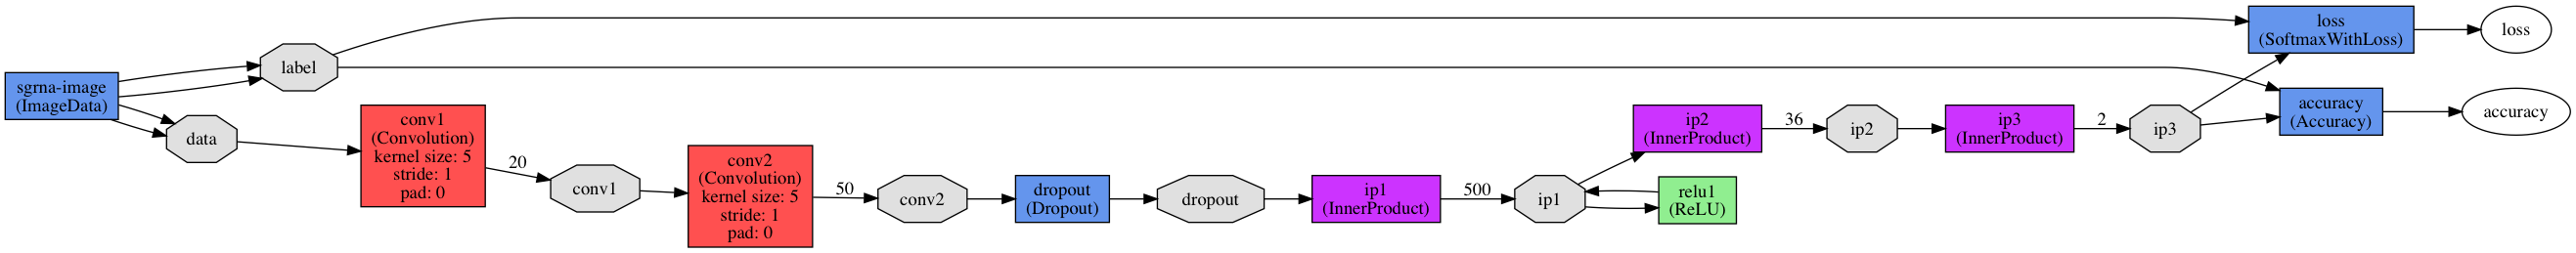 sgrna-image
(ImageData)
label
data
conv1
(Convolution)
kernel size: 5
stride: 1
pad: 0
20
conv1
conv2
(Convolution)
kernel size: 5
stride: 1
pad: 0
50
conv2
dropout
(Dropout)
dropout
ip1
(InnerProduct)
500
ip1
relu1
(ReLU)
ip2
(InnerProduct)
36
ip2
ip3
(InnerProduct)
2
ip3
loss
(SoftmaxWithLoss)
loss
accuracy
(Accuracy)
accuracy